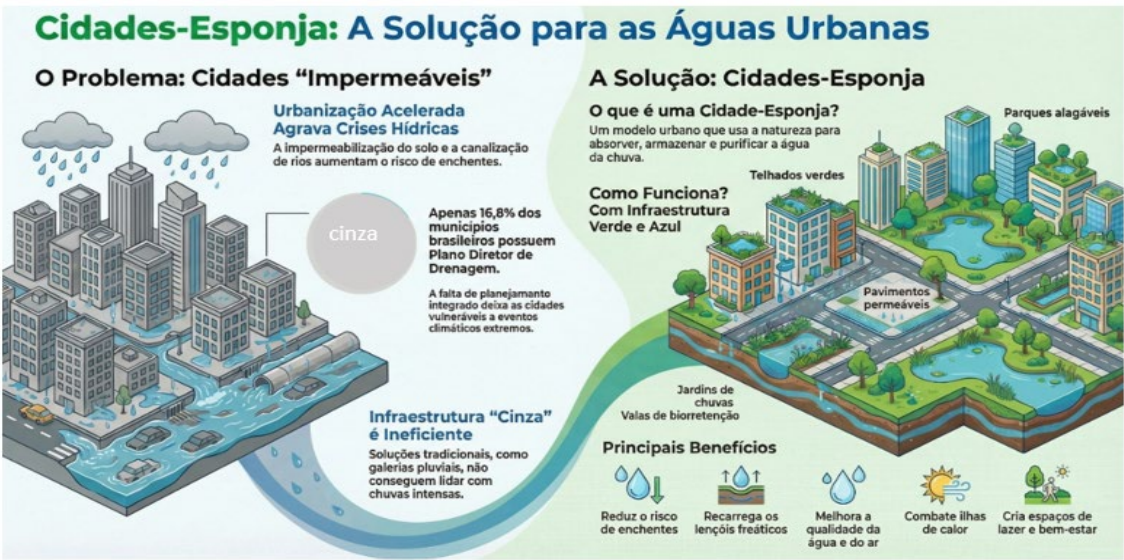 Cidades-Esponja: A Solução para as Águas Urbanas
O Problema: Cidades “Impermeáveis”
Urbanização Acelerada
Agrava Crises Hídricas
A impermeabilização do solo e a canalização
de rios aumentam o risco de enchentes.
cinza
Apenas 16,8% dos
municípios
brasileiros possuem
Plano Diretor de
Drenagem.
A falta de planejamanto
integrado deixa as cidades
vulneráveis a eventos
climáticos extremos.
Infraestrutura “Cinza”
é Ineficiente
Soluções tradicionais, como
galerias pluviais, não
conseguem lidar com
chuvas intensas.
A Solução: Cidades-Esponja
O que é uma Cidade-Esponja?
Um modelo urbano que usa a natureza para
absorver, armazenar e purificar a água
da chuva.
Como Funciona?
Com Infraestrutura
Verde e Azul
Telhados verdes
Parques alagáveis
Pavimentos
permeáveis
Jardins de
chuvas
Valas de biorretenção
Principais Benefícios
Reduz o risco
de enchentes
Recarrega os
lençóis freáticos
Melhora a
qualidade da
água e do ar
Combate ilhas
de calor
Cria espaços de
lazer e bem-estar